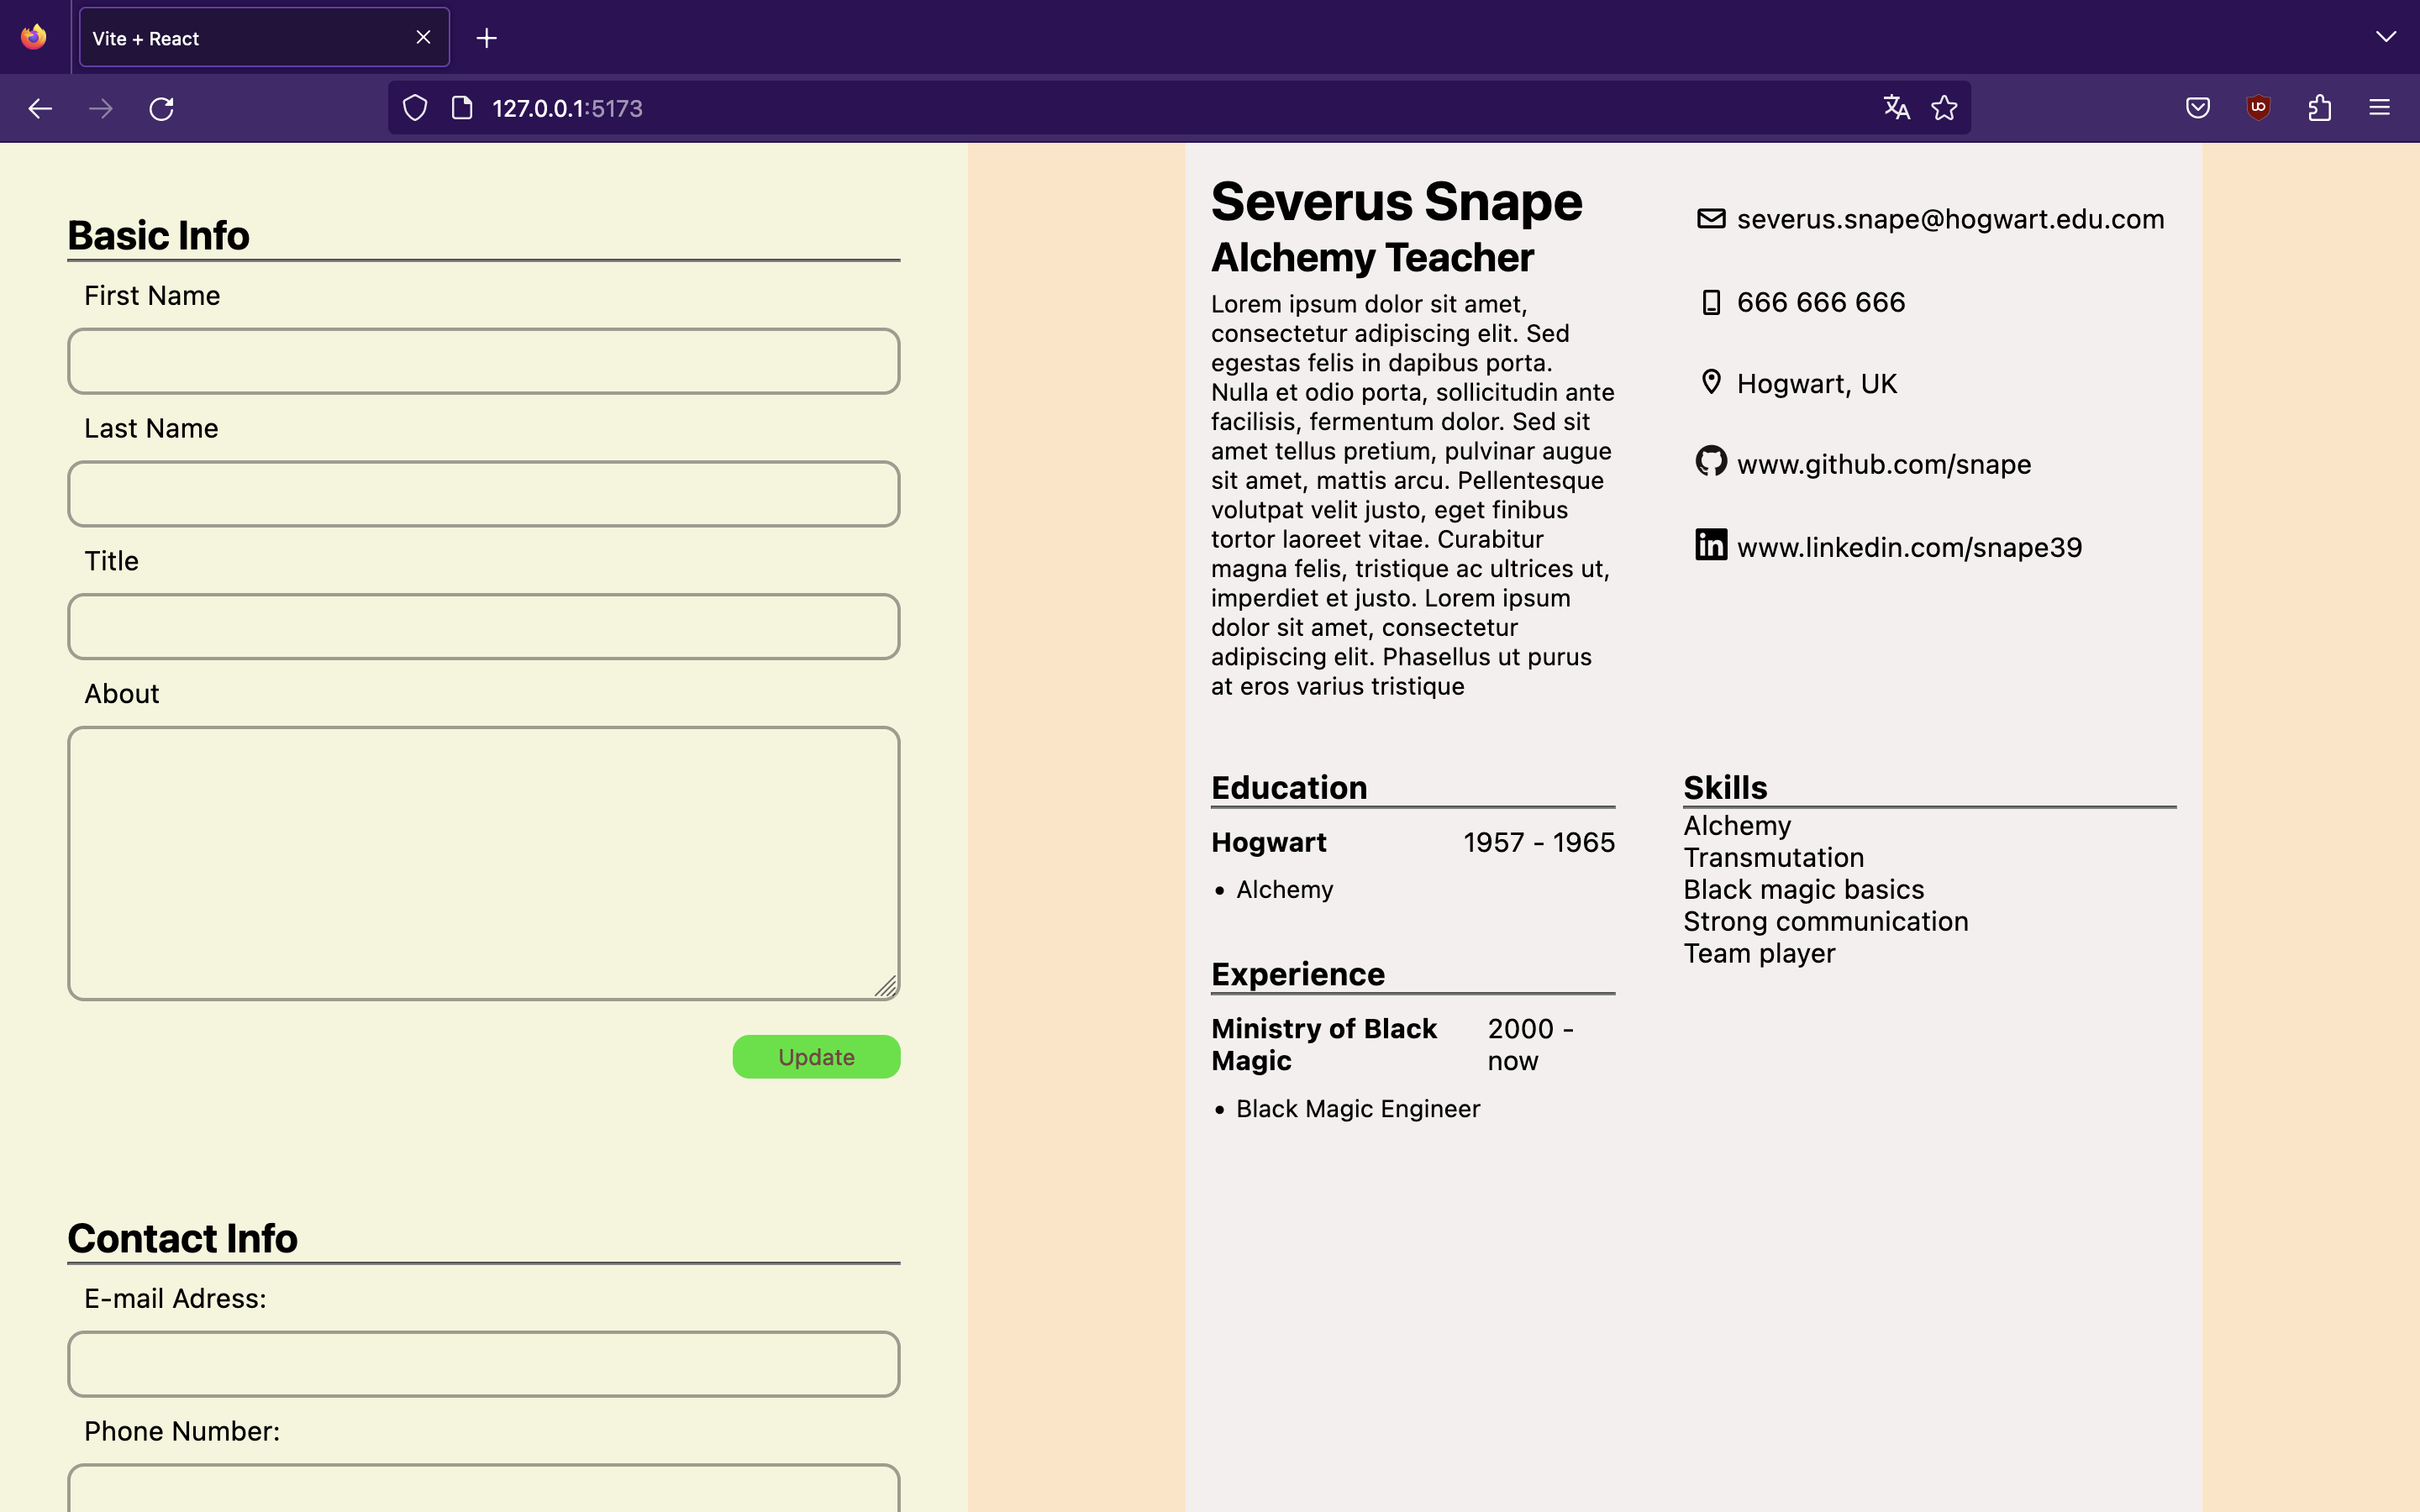 Vite + React
127.0.0.1:5173
Basic Info
First Name
Last Name
Title
About
Update
Contact Info
E-mail Adress:
Phone Number:
Severus Snape
Alchemy Teacher
Lorem ipsum dolor sit amet,
consectetur adipiscing elit. Sed
egestas felis in dapibus porta.
Nulla et odio porta, sollicitudin ante
facilisis, fermentum dolor. Sed sit
amet tellus pretium, pulvinar augue
sit amet, mattis arcu. Pellentesque
volutpat velit justo, eget finibus
tortor laoreet vitae. Curabitur
magna felis, tristique ac ultrices ut,
imperdiet et justo. Lorem ipsum
dolor sit amet, consectetur
adipiscing elit. Phasellus ut purus
at eros varius tristique
severus.snape@hogwart.edu.com
666 666 666
Hogwart, UK
www.github.com/snape
in www.linkedin.com/snape39
Education
Hogwart 1957 - 1965
• Alchemy
Experience
Ministry of Black 2000 -
Magic now
• Black Magic Engineer
Skills
Alchemy
Transmutation
Black magic basics
Strong communication
Team player